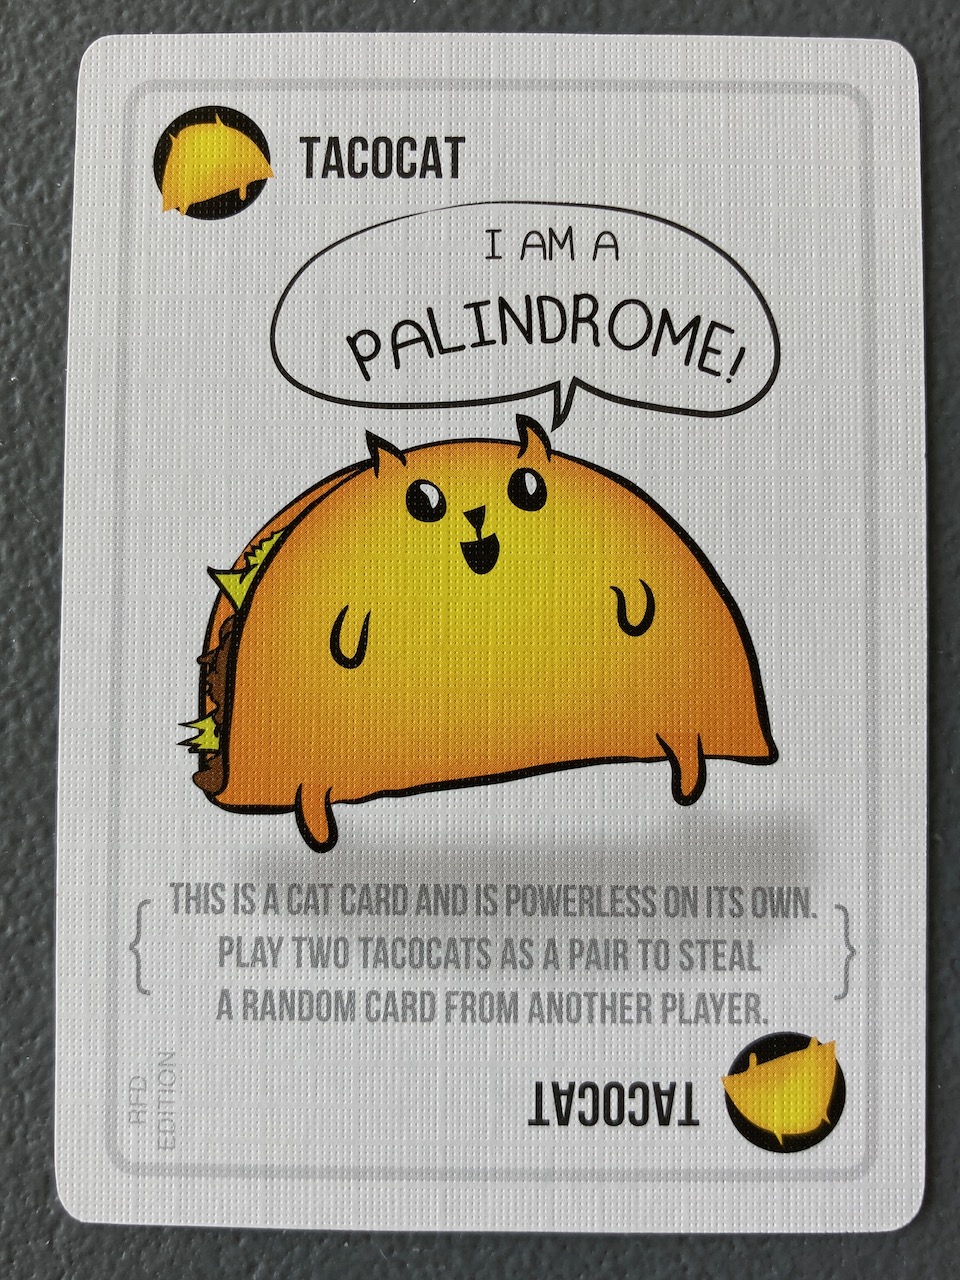 TACOCAT
I AM A
PALINDROME!
THIS IS A CAT CARD AND IS POWERLESS ON ITS OWN.
PLAY TWO TACOCATS AS A PAIR TO STEAL
A RANDOM CARD FROM ANOTHER PLAYER.
RFD
EDITION
TACOCAT